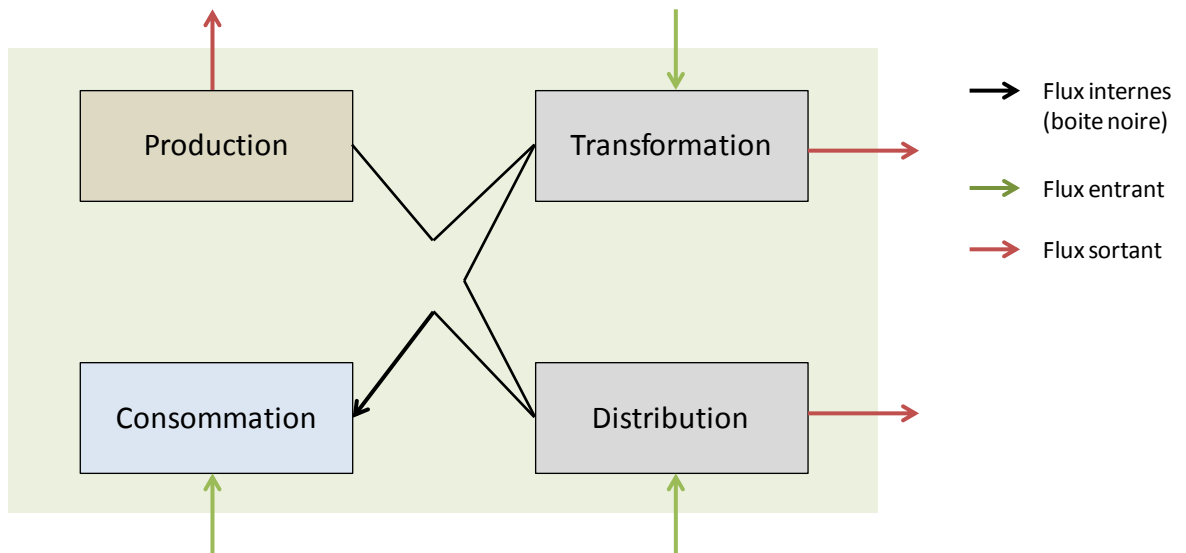 Production
Transformation
Consommation
Distribution
Flux internes
(boite noire)
Flux entrant
Flux sortant